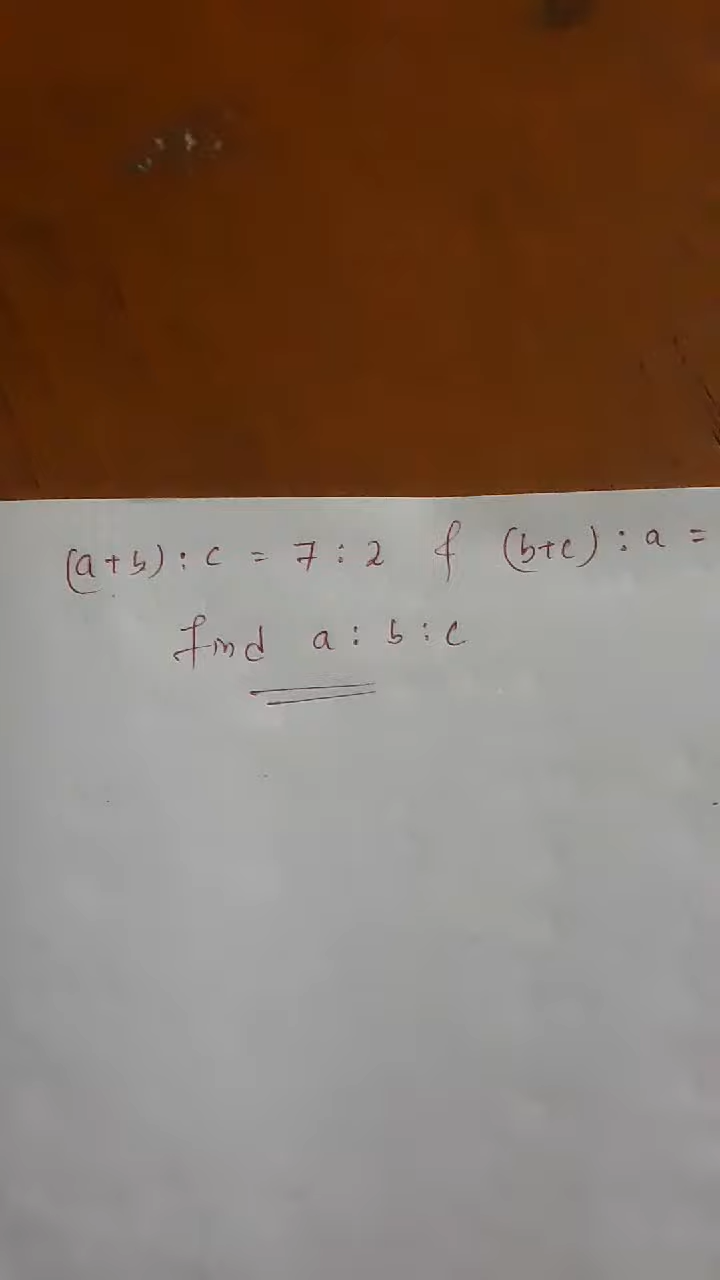 (a+b) : c = 7 : 2 & (b+c) : a =
find a : b : c